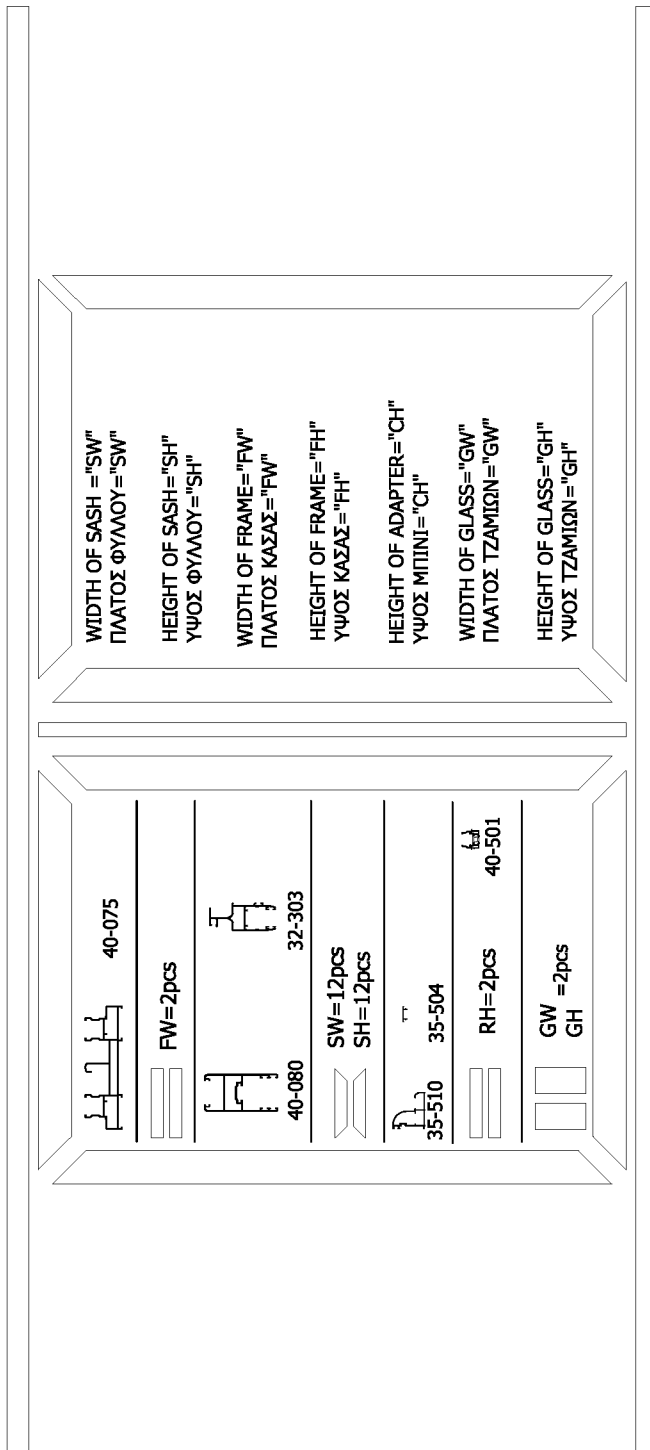 WIDTH OF SASH ="SW"
ΠΛΑΤΟΣ ΦΥΛΛΟΥ="SW"
HEIGHT OF SASH="SH"
ΥΨΟΣ ΦΥΛΛΟΥ="SH"
WIDTH OF FRAME="FW"
ΠΛΑΤΟΣ ΚΑΣΑΣ="FW"
HEIGHT OF FRAME="FH"
ΥΨΟΣ ΚΑΣΑΣ="FH"
HEIGHT OF ADAPTER="CH"
ΥΨΟΣ ΜΠΙΝΙ="CH"
WIDTH OF GLASS="GW"
ΠΛΑΤΟΣ ΤΖΑΜΙΩΝ="GW"
HEIGHT OF GLASS="GH"
ΥΨΟΣ ΤΖΑΜΙΩΝ="GH"
40-075
FW=2pcs
40-080
32-303
SW=12pcs
SH=12pcs
35-510
35-504
40-501
RH=2pcs
GW =2pcs
GH